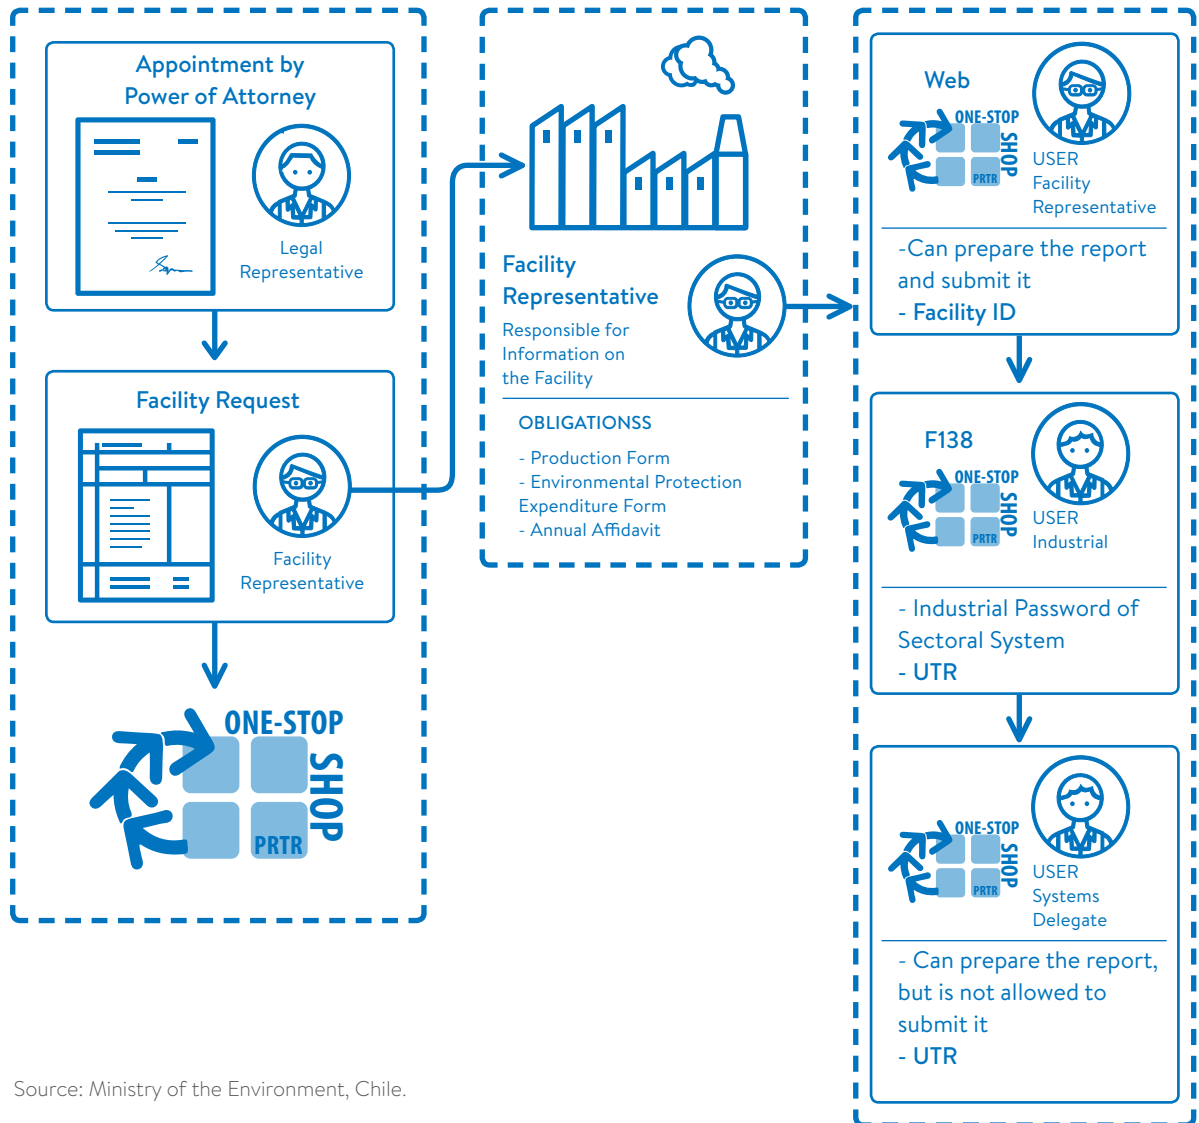 Appointment by
Power of Attorney
Legal
Representative
Facility Request
Facility
Representative
ONE-STOP
SHOP
PRTR
Facility
Representative
Responsible for
Information on
the Facility
OBLIGATIONSS
- Production Form
- Environmental Protection
Expenditure Form
- Annual Affidavit
Web
ONE-STOP
SHOP
PRTR
USER
Facility
Representative
-Can prepare the report
and submit it
- Facility ID
F138
ONE-STOP
SHOP
PRTR
USER
Industrial
- Industrial Password of
Sectoral System
- UTR
ONE-STOP
SHOP
PRTR
USER
Systems
Delegate
- Can prepare the report,
but is not allowed to
submit it
- UTR
Source: Ministry of the Environment, Chile.